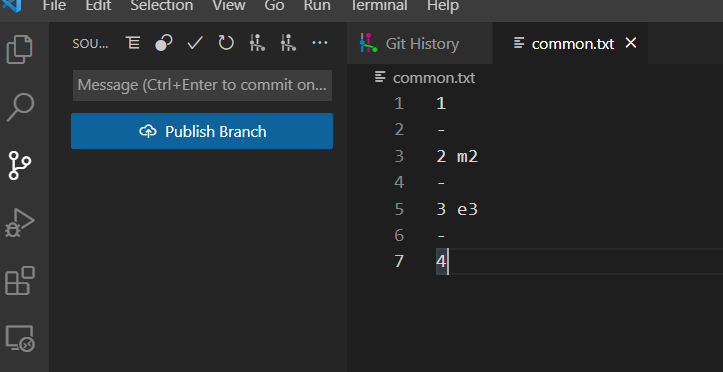 File Edit Selection View Go Run Terminal Help
SOU...
Message (Ctrl+Enter to commit on...
Publish Branch
Git History
common.txt
common.txt
1 1
2 -
3 2 m2
4 -
5 3 e3
6 -
7 4